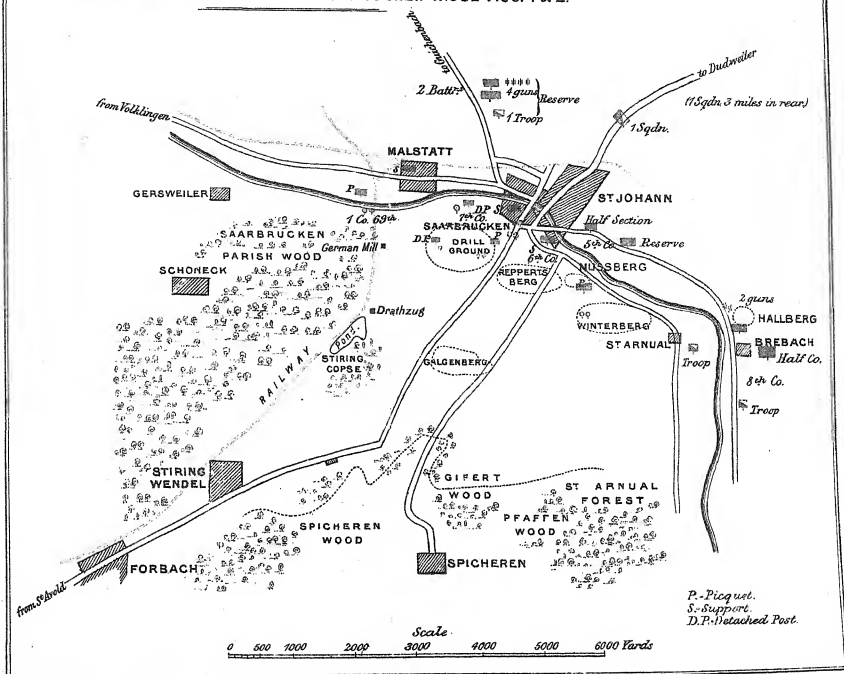 to Guichenbach
to Dudweiler
2 Battrs
4 guns
Reserve
1 Troop
(1 Sqdn. 3 miles in rear)
1 Sqdn.
from Volklingen
MALSTATT
S
GERSWEILER
P
ST JOHANN
1 Co. 69th.
7th Co.
D.P.
S.
Half Section
SAARBRUCKEN
SAARBRUCKEN
PARISH WOOD
German Mill
D.P.
DRILL
GROUND
P
S
6th Co.
5th Co.
Reserve
SCHONECK
REPPERTS
BERG
NUSSBERG
P
2 guns
HALLBERG
Drathzug
WINTERBERG
Pond
STIRING
COPSE
RAILWAY
GALGENBERG
ST ARNUAL
Troop
BREBACH
Half Co.
8th Co.
Troop
STIRING
WENDEL
GIFERT
WOOD
ST ARNUAL
FOREST
PFAFFEN
WOOD
SPICHEREN
WOOD
FORBACH
SPICHEREN
from St Avold
P.-Picquet.
S.-Support.
D.P.-Detached Post.
Scale
0 500 1000 2000 3000 4000 5000 6000 Yards